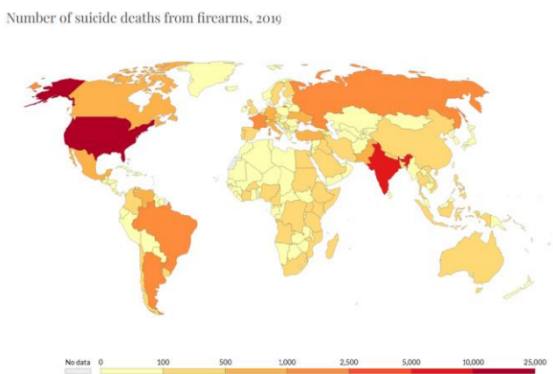 Number of suicide deaths from firearms, 2019
No data 0 100 500 1,000 2,500 5,000 10,000 25,000